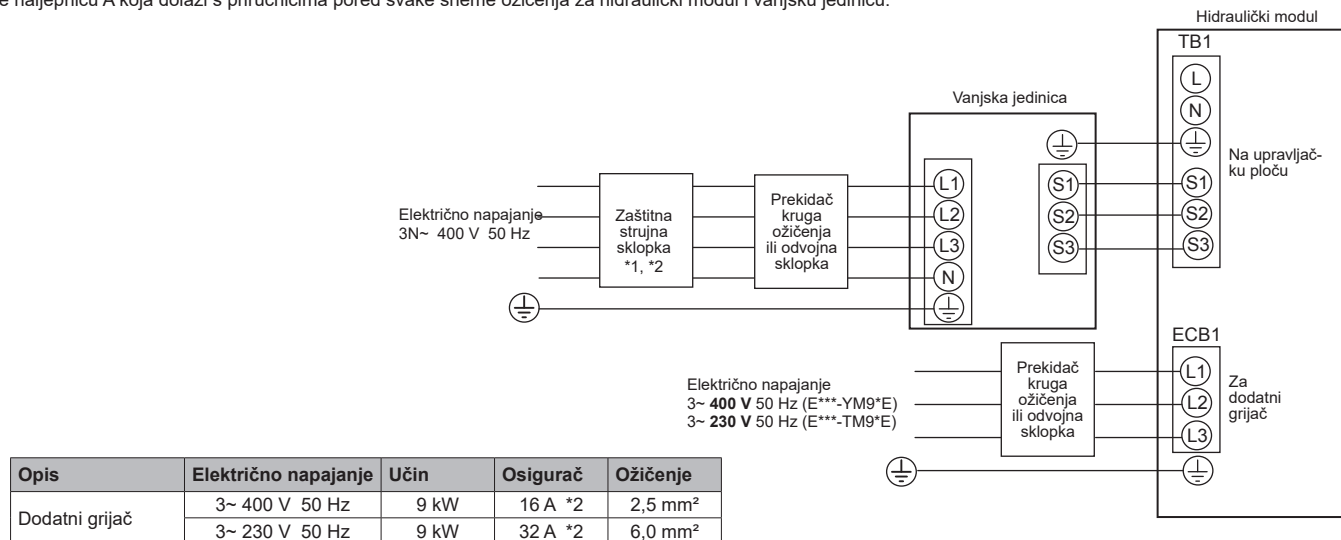 e naljepnicu A koja dolazi s priručnicima pored svake sheme ožičenja za hidraulički modul i vanjsku jedinicu.
Hidraulički modul
TB1
L
N
Na upravljač-
ku ploču
S1
S2
S3
Vanjska jedinica
L1
L2
L3
N
S1
S2
S3
Električno napajanje
3N~ 400 V 50 Hz
Zaštitna
strujna
sklopka
*1, *2
Prekidač
kruga
ožičenja
ili odvojna
sklopka
ECB1
L1
L2
L3
Za
dodatni
grijač
Električno napajanje
3~ 400 V 50 Hz (E***-YM9*E)
3~ 230 V 50 Hz (E***-TM9*E)
Prekidač
kruga
ožičenja
ili odvojna
sklopka
Opis Električno napajanje Učin Osigurač Ožičenje
Dodatni grijač 3~ 400 V 50 Hz 9 kW 16 A *2 2,5 mm²
3~ 230 V 50 Hz 9 kW 32 A *2 6,0 mm²